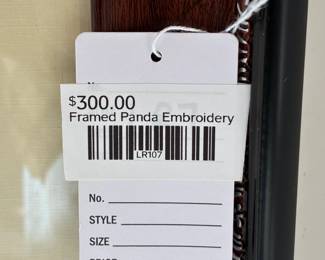 $300.00
Framed Panda Embroidery
LR107
No.
STYLE
SIZE